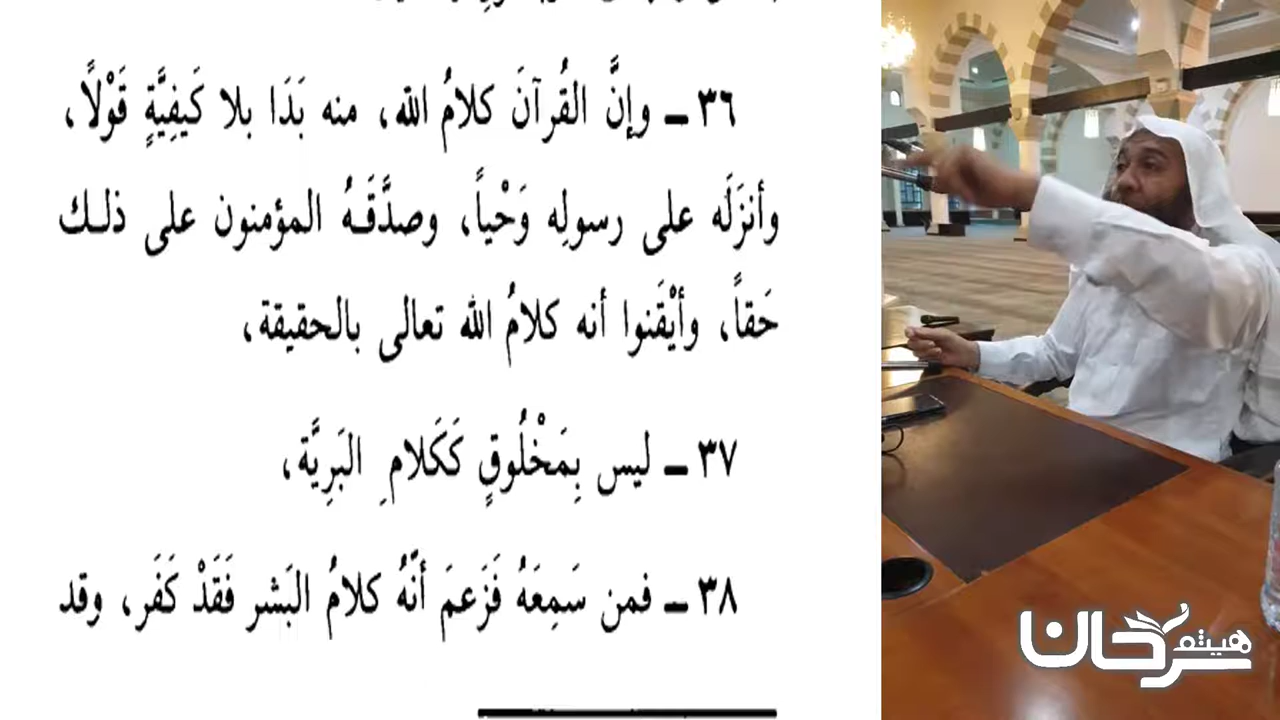 ٣٦ ـ وإنَّ القُرآنَ كلامُ الله، منه بَدَا بلا كَيفِيَّةٍ قَوْلاً،
وأنزَلَه على رسولِه وَحْياً، وصدَّقَهُ المؤمنون على ذلك
حَقاً، وأيْقَنوا أنه كلامُ الله تعالى بالحقيقة،
٣٧ ـ ليس بِمَخْلُوقٍ كَكَلامِ البَرِيَّة،
٣٨ ـ فمن سَمِعَهُ فَزَعمَ أنَّهُ كلامُ البَشر فَقَدْ كَفَر، وقد
هيثم
سرحان